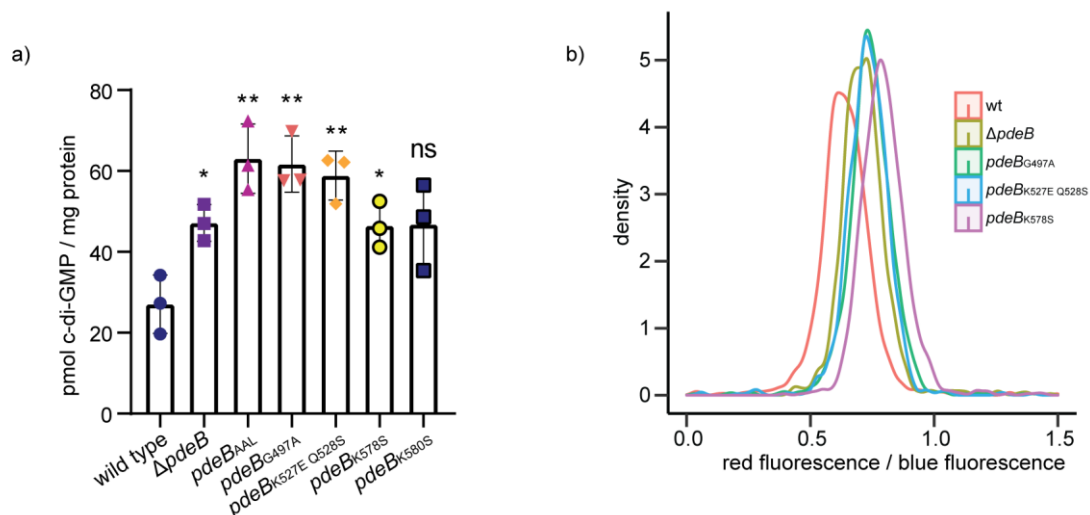 a)
pmol c-di-GMP / mg protein
80
60
40
20
0
*
**
**
**
*
ns
wild type
ΔpdeB
pdeBAAL
pdeBG497A
pdeBK527E Q528S
pdeBK578S
pdeBK580S
b)
density
5
4
3
2
1
0
0.0
0.5
1.0
1.5
red fluorescence / blue fluorescence
wt
ΔpdeB
pdeBG497A
pdeBK527E Q528S
pdeBK578S